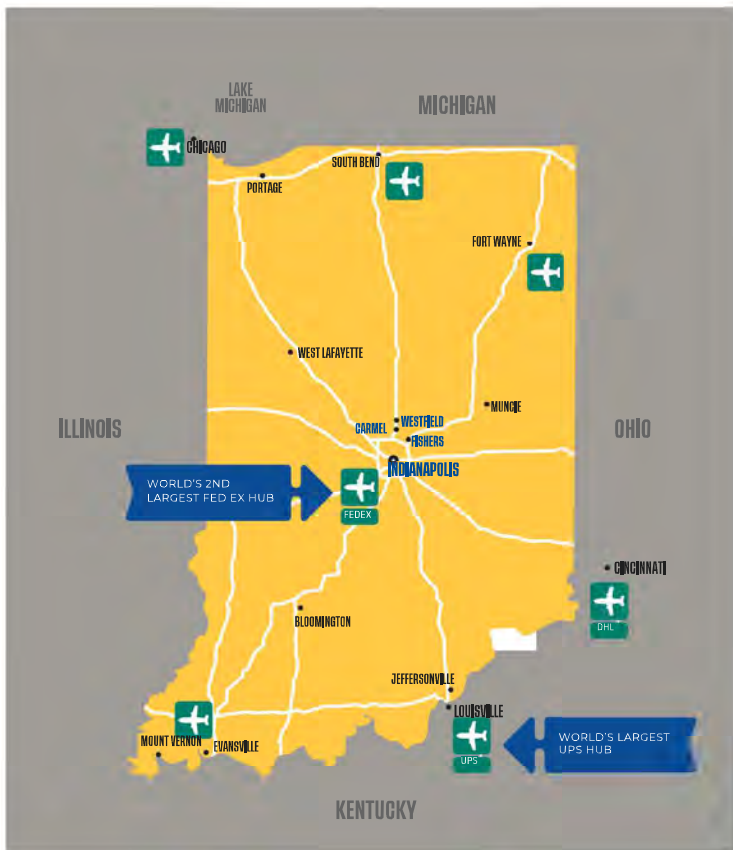 LAKE
MICHIGAN
MICHIGAN
CHICAGO
SOUTH BEND
PORTAGE
FORT WAYNE
WEST LAFAYETTE
MUNCIE
ILLINOIS
WESTFIELD
CARMEL
OHIO
FISHERS
INDIANAPOLIS
WORLD'S 2ND
LARGEST FED EX HUB
FEDEX
CINCINNATI
DHL
BLOOMINGTON
JEFFERSONVILLE
LOUISVILLE
MOUNT VERNON
EVANSVILLE
WORLD'S LARGEST
UPS HUB
UPS
KENTUCKY